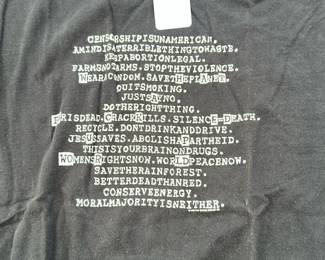 CENSORSHIPISUNAMERICAN.
AMINDISATERRIBLETHINGTOWASTE.
KEEPABORTIONLEGAL.
FARMSNOTARMS.STOPTHEVIOLENCE.
WEARACONDOM.SAVETHEPLANET.
QUITSMOKING.
JUSTSAYNO.
DOTHERIGHTTHING.
ERISDEAD.CRACKKILLS.SILENCE=DEATH.
RECYCLE.DONTDRINKANDDRIVE.
JESUSSAVES.ABOLISHAPARTHEID.
THISISYOURBRAINONDRUGS.
WOMENSRIGHTSNOW.WORLDPEACENOW.
SAVETHERAINFOREST.
BETTERDEADTHANRED.
CONSERVEENERGY.
MORALMAJORITYISNEITHER.